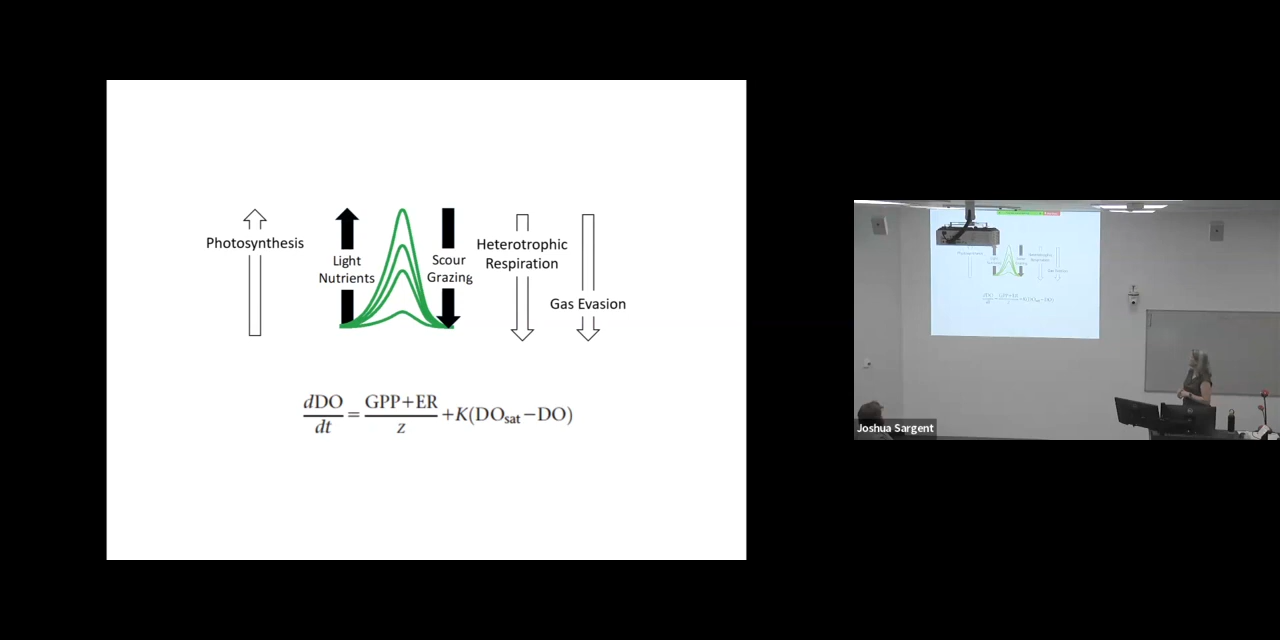 Photosynthesis
Light
Nutrients
Scour
Grazing
Heterotrophic
Respiration
Gas Evasion
dDO/dt = GPP+ER/z +K(DOsat−DO)
Joshua Sargent